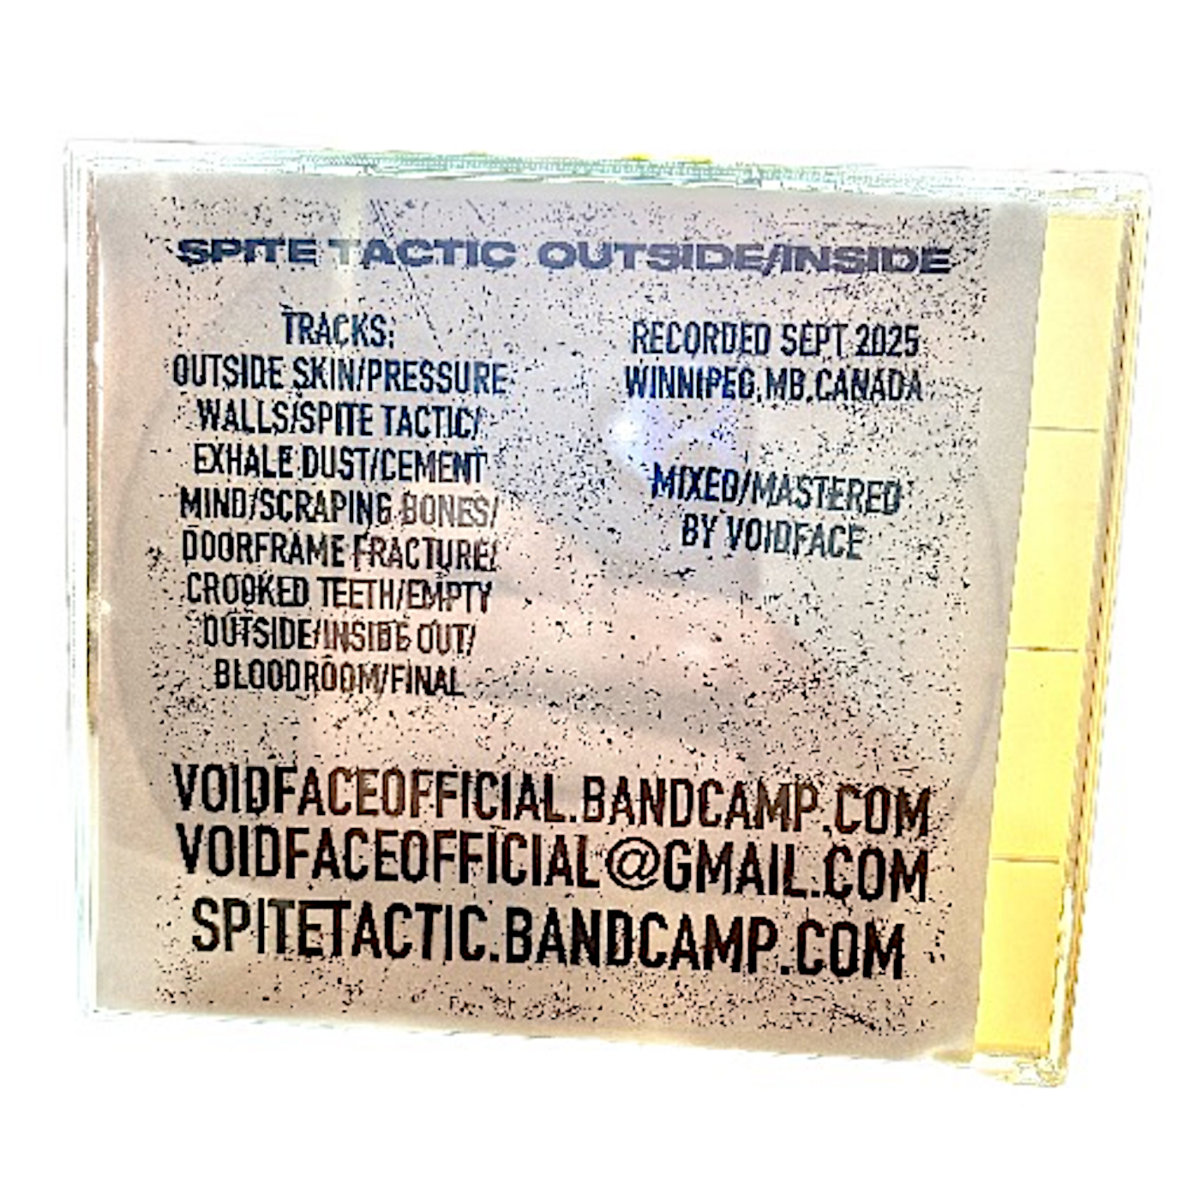 SPITE TACTIC OUTSIDE/INSIDE
TRACKS:
OUTSIDE SKIN/PRESSURE
WALLS/SPITE TACTIC/
EXHALE DUST/CEMENT
MIND/SCRAPING BONES/
DOORFRAME FRACTURE/
CROOKED TEETH/EMPTY
OUTSIDE/INSIDE OUT/
BLOODROOM/FINAL
RECORDED SEPT 2025
WINNIPEG,MB,CANADA
MIXED/MASTERED
BY VOIDFACE
VOIDFACEOFFICIAL.BANDCAMP.COM
VOIDFACEOFFICIAL@GMAIL.COM
SPITETACTIC.BANDCAMP.COM